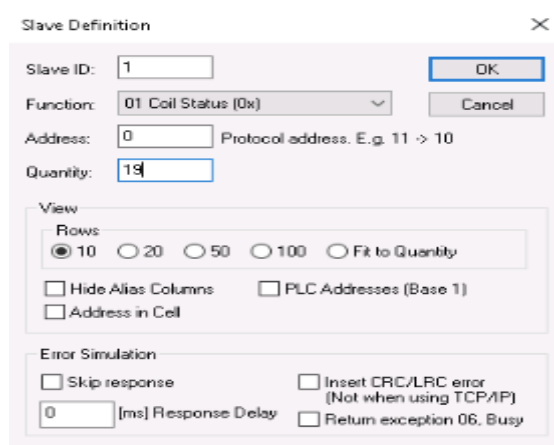 Slave Definition
Slave ID: 1 OK
Function: 01 Coil Status (0x) Cancel
Address: 0 Protocol address. E.g. 11 -> 10
Quantity: 19
View
Rows
10 20 50 100 Fit to Quantity
Hide Alias Columns PLC Addresses (Base 1)
Address in Cell
Error Simulation
Skip response Insert CRC/LRC error
(Not when using TCP/IP)
0 [ms] Response Delay Return exception 06, Busy